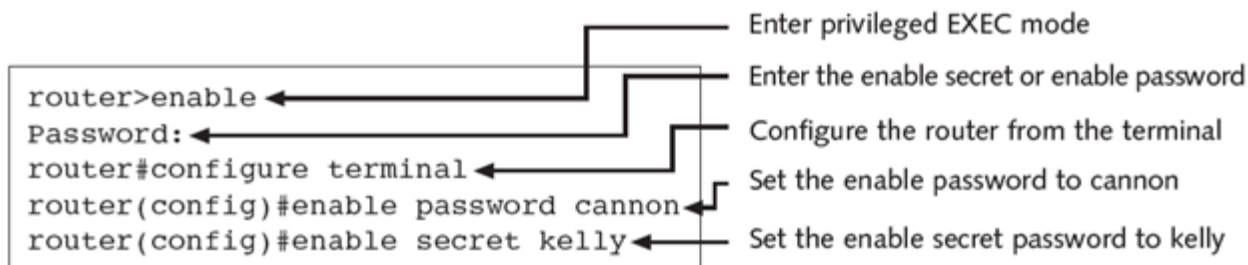 Enter privileged EXEC mode
Enter the enable secret or enable password
router>enable
Password:
Configure the router from the terminal
router#configure terminal
Set the enable password to cannon
router(config)#enable password cannon
Set the enable secret password to kelly
router(config)#enable secret kelly